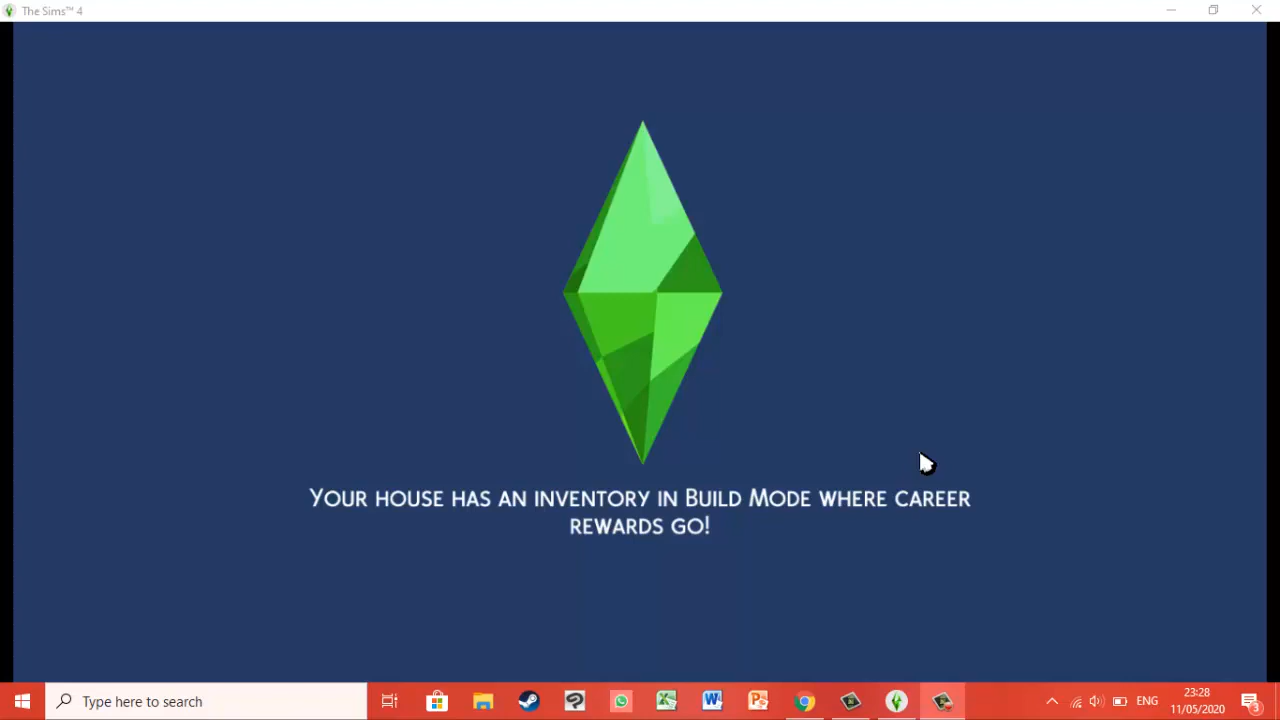 The Sims™ 4
Your house has an inventory in Build Mode where career
rewards go!
Type here to search
ENG
23:28
11/05/2020
3